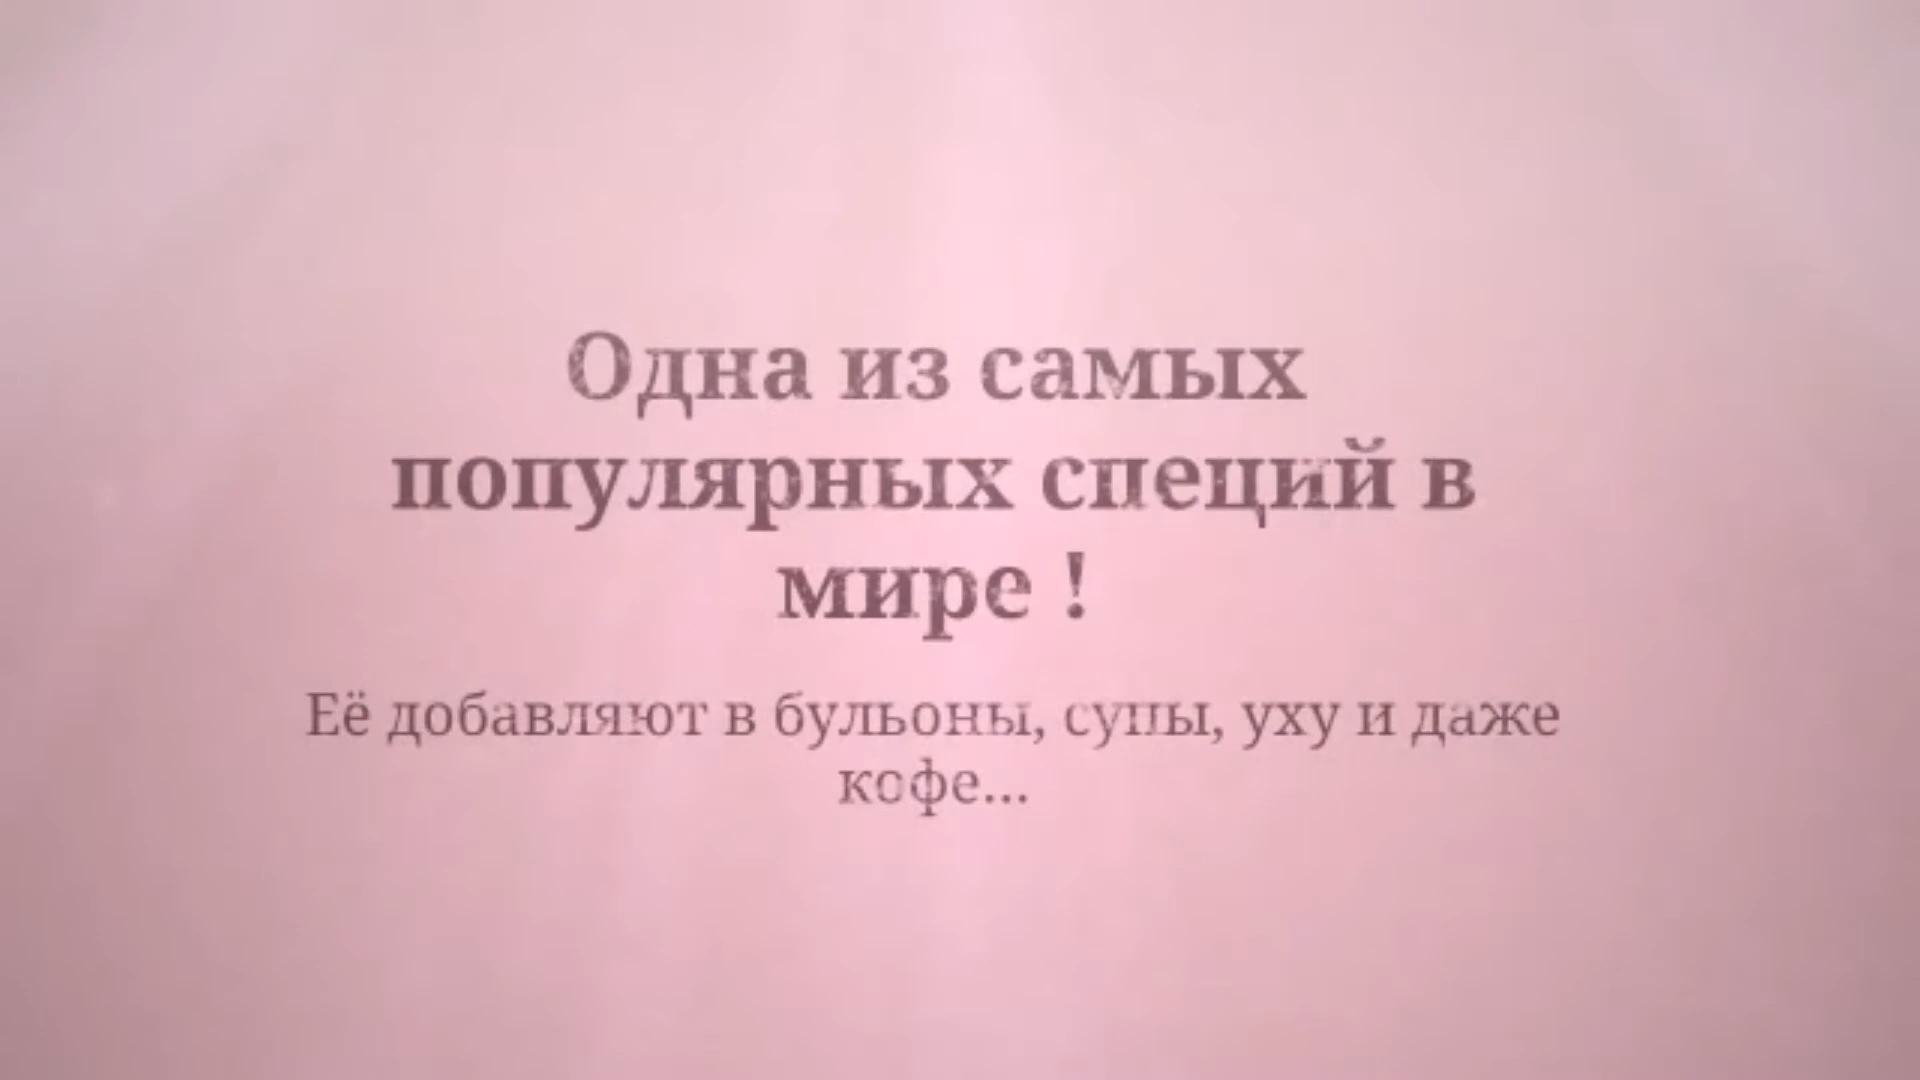 Одна из самых
популярных специй в
мире !
Её добавляют в бульоны, супы, уху и даже
кофе...